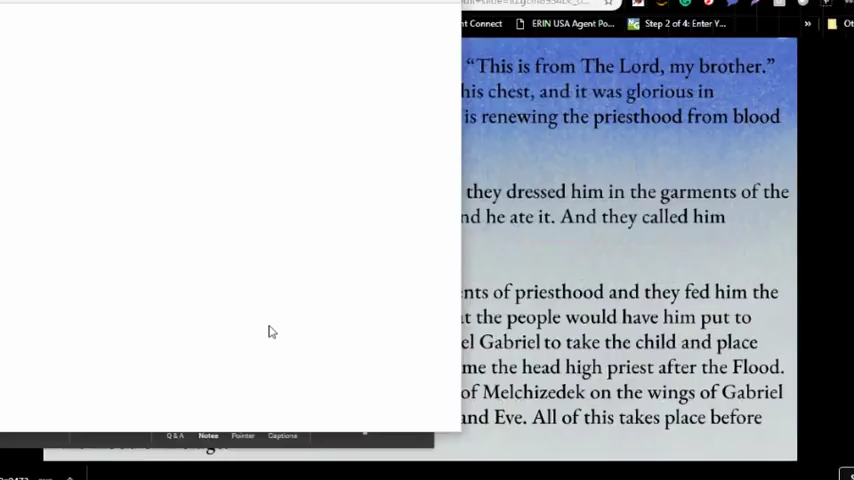 nt Connect ERIN USA Agent Po... Step 2 of 4: Enter Y... »
"This is from The Lord, my brother."
his chest, and it was glorious in
is renewing the priesthood from blood
they dressed him in the garments of the
nd he ate it. And they called him
nts of priesthood and they fed him the
t the people would have him put to
el Gabriel to take the child and place
me the head high priest after the Flood.
of Melchizedek on the wings of Gabriel
and Eve. All of this takes place before
Q & A Notes Pointer Captions